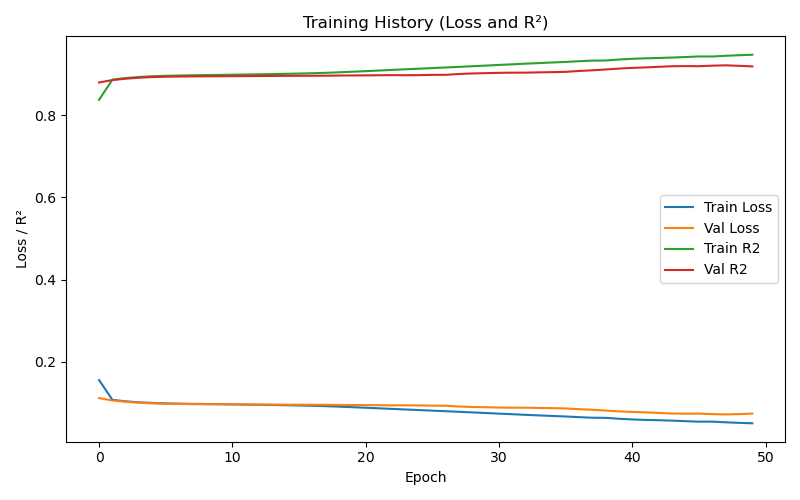 Training History (Loss and R²)
Loss / R²
0.8
0.6
0.4
0.2
Train Loss
Val Loss
Train R2
Val R2
0 10 20 30 40 50
Epoch